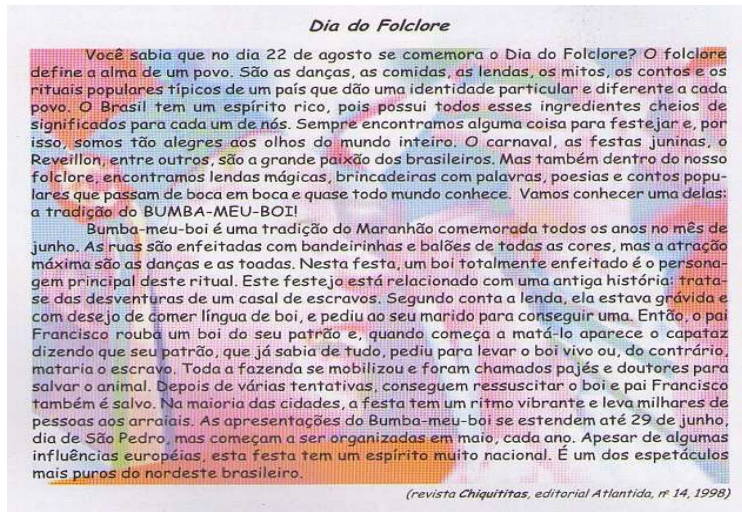 Dia do Folclore
Você sabia que no dia 22 de agosto se comemora o Dia do Folclore? O folclore
define a alma de um povo. São as danças, as comidas, as lendas, os mitos, os contos e os
rituais populares típicos de um país que dão uma identidade particular e diferente a cada
povo. O Brasil tem um espírito rico, pois possui todos esses ingredientes cheios de
significados para cada um de nós. Sempre encontramos alguma coisa para festejar e, por
isso, somos tão alegres aos olhos do mundo inteiro. O carnaval, as festas juninas, o
Reveillon, entre outros, são a grande paixão dos brasileiros. Mas também dentro do nosso
folclore, encontramos lendas mágicas, brincadeiras com palavras, poesias e contos popu-
lares que passam de boca em boca e quase todo mundo conhece. Vamos conhecer uma delas:
a tradição do BUMBA-MEU-BOI!
Bumba-meu-boi é uma tradição do Maranhão comemorada todos os anos no mês de
junho. As ruas são enfeitadas com bandeirinhas e balões de todas as cores, mas a atração
máxima são as danças e as toadas. Nesta festa, um boi totalmente enfeitado é o persona-
gem principal deste ritual. Este festejo está relacionado com uma antiga história: trata-
se das desventuras de um casal de escravos. Segundo conta a lenda, ela estava grávida e
com desejo de comer língua de boi, e pediu ao seu marido para conseguir uma. Então, o pai
Francisco rouba um boi do seu patrão e, quando começa a matá-lo aparece o capataz
dizendo que seu patrão, que já sabia de tudo, pediu para levar o boi vivo ou, do contrário,
mataria o escravo. Toda a fazenda se mobilizou e foram chamados pajés e doutores para
salvar o animal. Depois de várias tentativas, conseguem ressuscitar o boi e pai Francisco
também é salvo. Na maioria das cidades, a festa tem um ritmo vibrante e leva milhares de
pessoas aos arraiais. As apresentações do Bumba-meu-boi se estendem até 29 de junho,
dia de São Pedro, mas começam a ser organizadas em maio, cada ano. Apesar de algumas
influências européias, esta festa tem um espírito muito nacional. É um dos espetáculos
mais puros do nordeste brasileiro.
(revista Chiquititas, editorial Atlantida, nº 14, 1998)